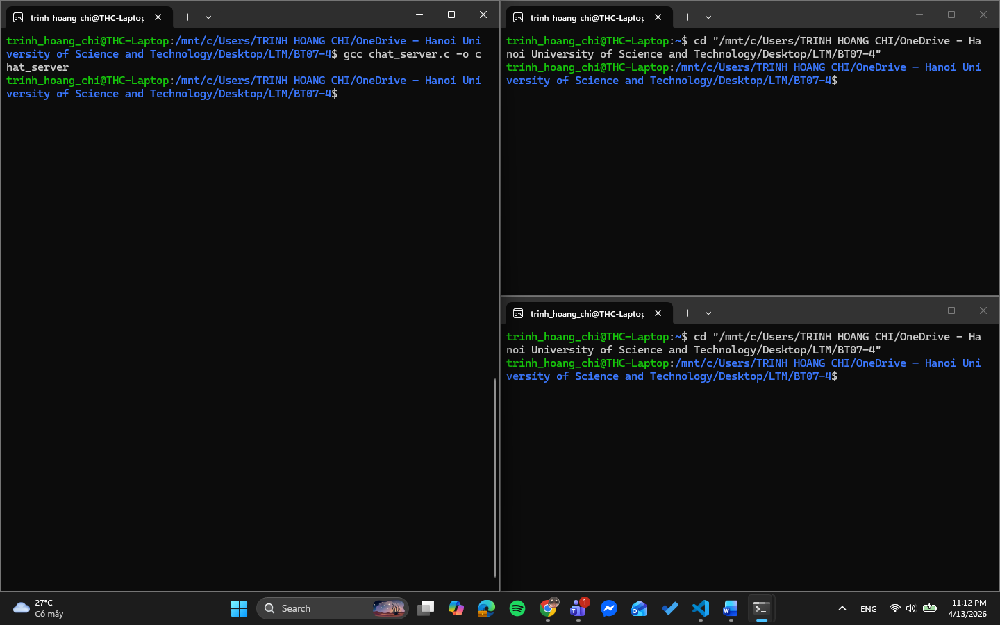 trinh_hoang_chi@THC-Laptop
trinh_hoang_chi@THC-Laptop:/mnt/c/Users/TRINH HOANG CHI/OneDrive - Hanoi Uni
versity of Science and Technology/Desktop/LTM/BT07-4$ gcc chat_server.c -o c
hat_server
trinh_hoang_chi@THC-Laptop:/mnt/c/Users/TRINH HOANG CHI/OneDrive - Hanoi Uni
versity of Science and Technology/Desktop/LTM/BT07-4$
trinh_hoang_chi@THC-Laptop
trinh_hoang_chi@THC-Laptop:~$ cd "/mnt/c/Users/TRINH HOANG CHI/OneDrive - Ha
noi University of Science and Technology/Desktop/LTM/BT07-4"
trinh_hoang_chi@THC-Laptop:/mnt/c/Users/TRINH HOANG CHI/OneDrive - Hanoi Uni
versity of Science and Technology/Desktop/LTM/BT07-4$
trinh_hoang_chi@THC-Laptop
trinh_hoang_chi@THC-Laptop:~$ cd "/mnt/c/Users/TRINH HOANG CHI/OneDrive - Ha
noi University of Science and Technology/Desktop/LTM/BT07-4"
trinh_hoang_chi@THC-Laptop:/mnt/c/Users/TRINH HOANG CHI/OneDrive - Hanoi Uni
versity of Science and Technology/Desktop/LTM/BT07-4$
27°C
Có mây
Search
1
ENG
11:12 PM
4/13/2026